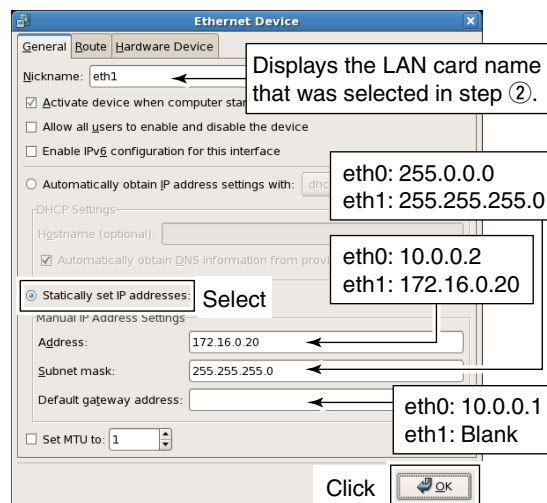 Ethernet Device
General Route Hardware Device
Nickname: eth1
Displays the LAN card name
that was selected in step ②.
Activate device when computer star
Allow all users to enable and disable the device
Enable IPv6 configuration for this interface
Automatically obtain IP address settings with: dhc
eth0: 255.0.0.0
eth1: 255.255.255.0
DHCP Settings
Hostname (optional):
Automatically obtain DNS information from provi
eth0: 10.0.0.2
eth1: 172.16.0.20
Statically set IP addresses: Select
Manual IP Address Settings
Address: 172.16.0.20
Subnet mask: 255.255.255.0
Default gateway address:
eth0: 10.0.0.1
eth1: Blank
Set MTU to: 1
Click OK